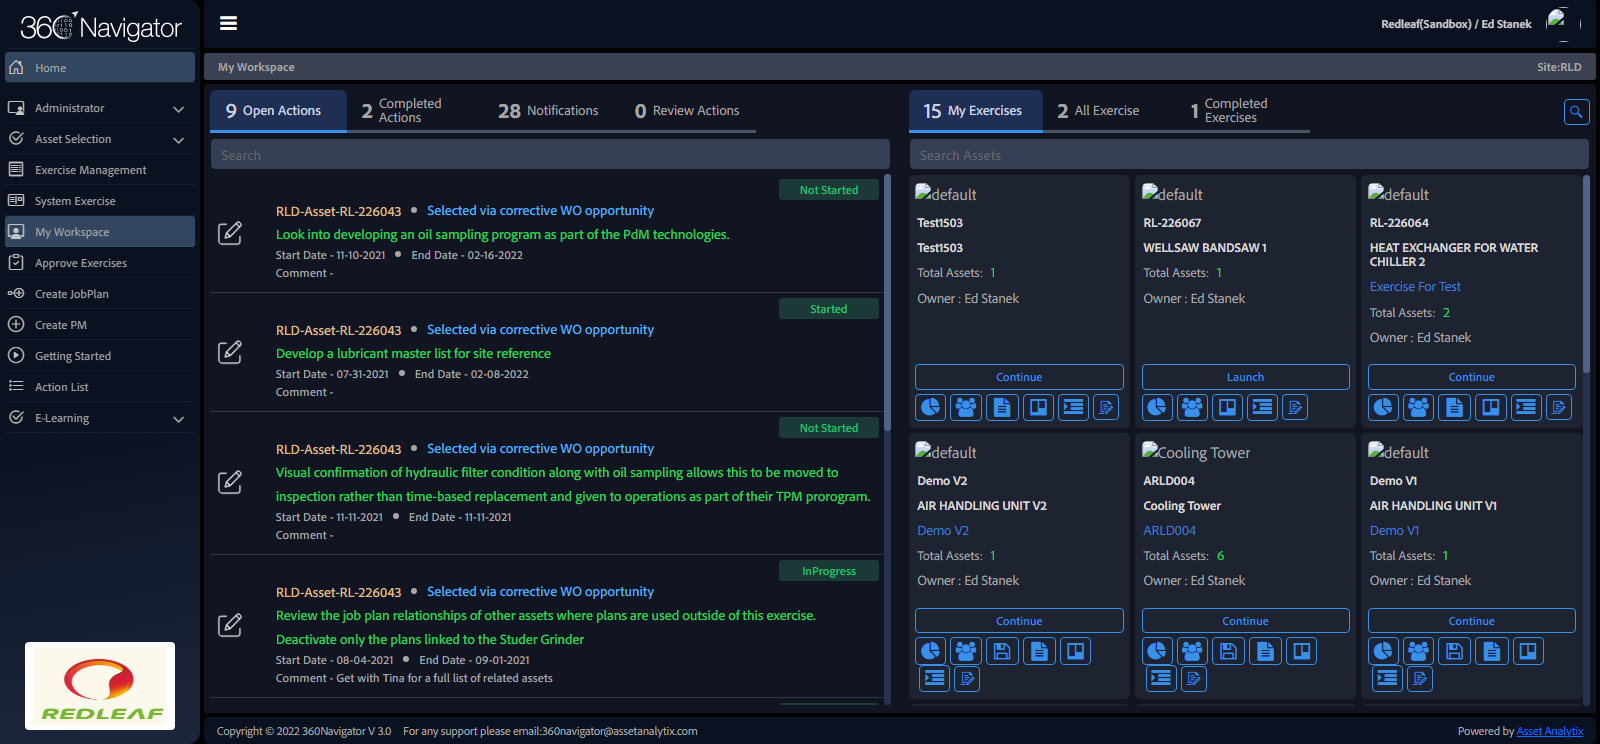 360 Navigator
Redleaf(Sandbox) / Ed Stanek
Home
Administrator
Asset Selection
Exercise Management
System Exercise
My Workspace
Approve Exercises
Create JobPlan
Create PM
Getting Started
Action List
E-Learning
REDLEAF
My Workspace
Site:RLD
9 Open Actions
2 Completed
Actions
28 Notifications
0 Review Actions
Search
Not Started
RLD-Asset-RL-226043 • Selected via corrective WO opportunity
Look into developing an oil sampling program as part of the PdM technologies.
Start Date - 11-10-2021 • End Date - 02-16-2022
Comment -
Started
RLD-Asset-RL-226043 • Selected via corrective WO opportunity
Develop a lubricant master list for site reference
Start Date - 07-31-2021 • End Date - 02-08-2022
Comment -
Not Started
RLD-Asset-RL-226043 • Selected via corrective WO opportunity
Visual confirmation of hydraulic filter condition along with oil sampling allows this to be moved to
inspection rather than time-based replacement and given to operations as part of their TPM prorogram.
Start Date - 11-11-2021 • End Date - 11-11-2021
Comment -
InProgress
RLD-Asset-RL-226043 • Selected via corrective WO opportunity
Review the job plan relationships of other assets where plans are used outside of this exercise.
Deactivate only the plans linked to the Studer Grinder
Start Date - 08-04-2021 • End Date - 09-01-2021
Comment - Get with Tina for a full list of related assets
15 My Exercises
2 All Exercise
1 Completed
Exercises
Search Assets
default
Test1503
Test1503
Total Assets: 1
Owner : Ed Stanek
Continue
default
RL-226067
WELLSAW BANDSAW 1
Total Assets: 1
Owner : Ed Stanek
Launch
default
RL-226064
HEAT EXCHANGER FOR WATER
CHILLER 2
Exercise For Test
Total Assets: 2
Owner : Ed Stanek
Continue
default
Demo V2
AIR HANDLING UNIT V2
Demo V2
Total Assets: 1
Owner : Ed Stanek
Continue
Cooling Tower
ARLD004
Cooling Tower
ARLD004
Total Assets: 6
Owner : Ed Stanek
Continue
default
Demo V1
AIR HANDLING UNIT V1
Demo V1
Total Assets: 1
Owner : Ed Stanek
Continue
Copyright © 2022 360Navigator V 3.0 For any support please email:360navigator@assetanalytix.com
Powered by Asset Analytix